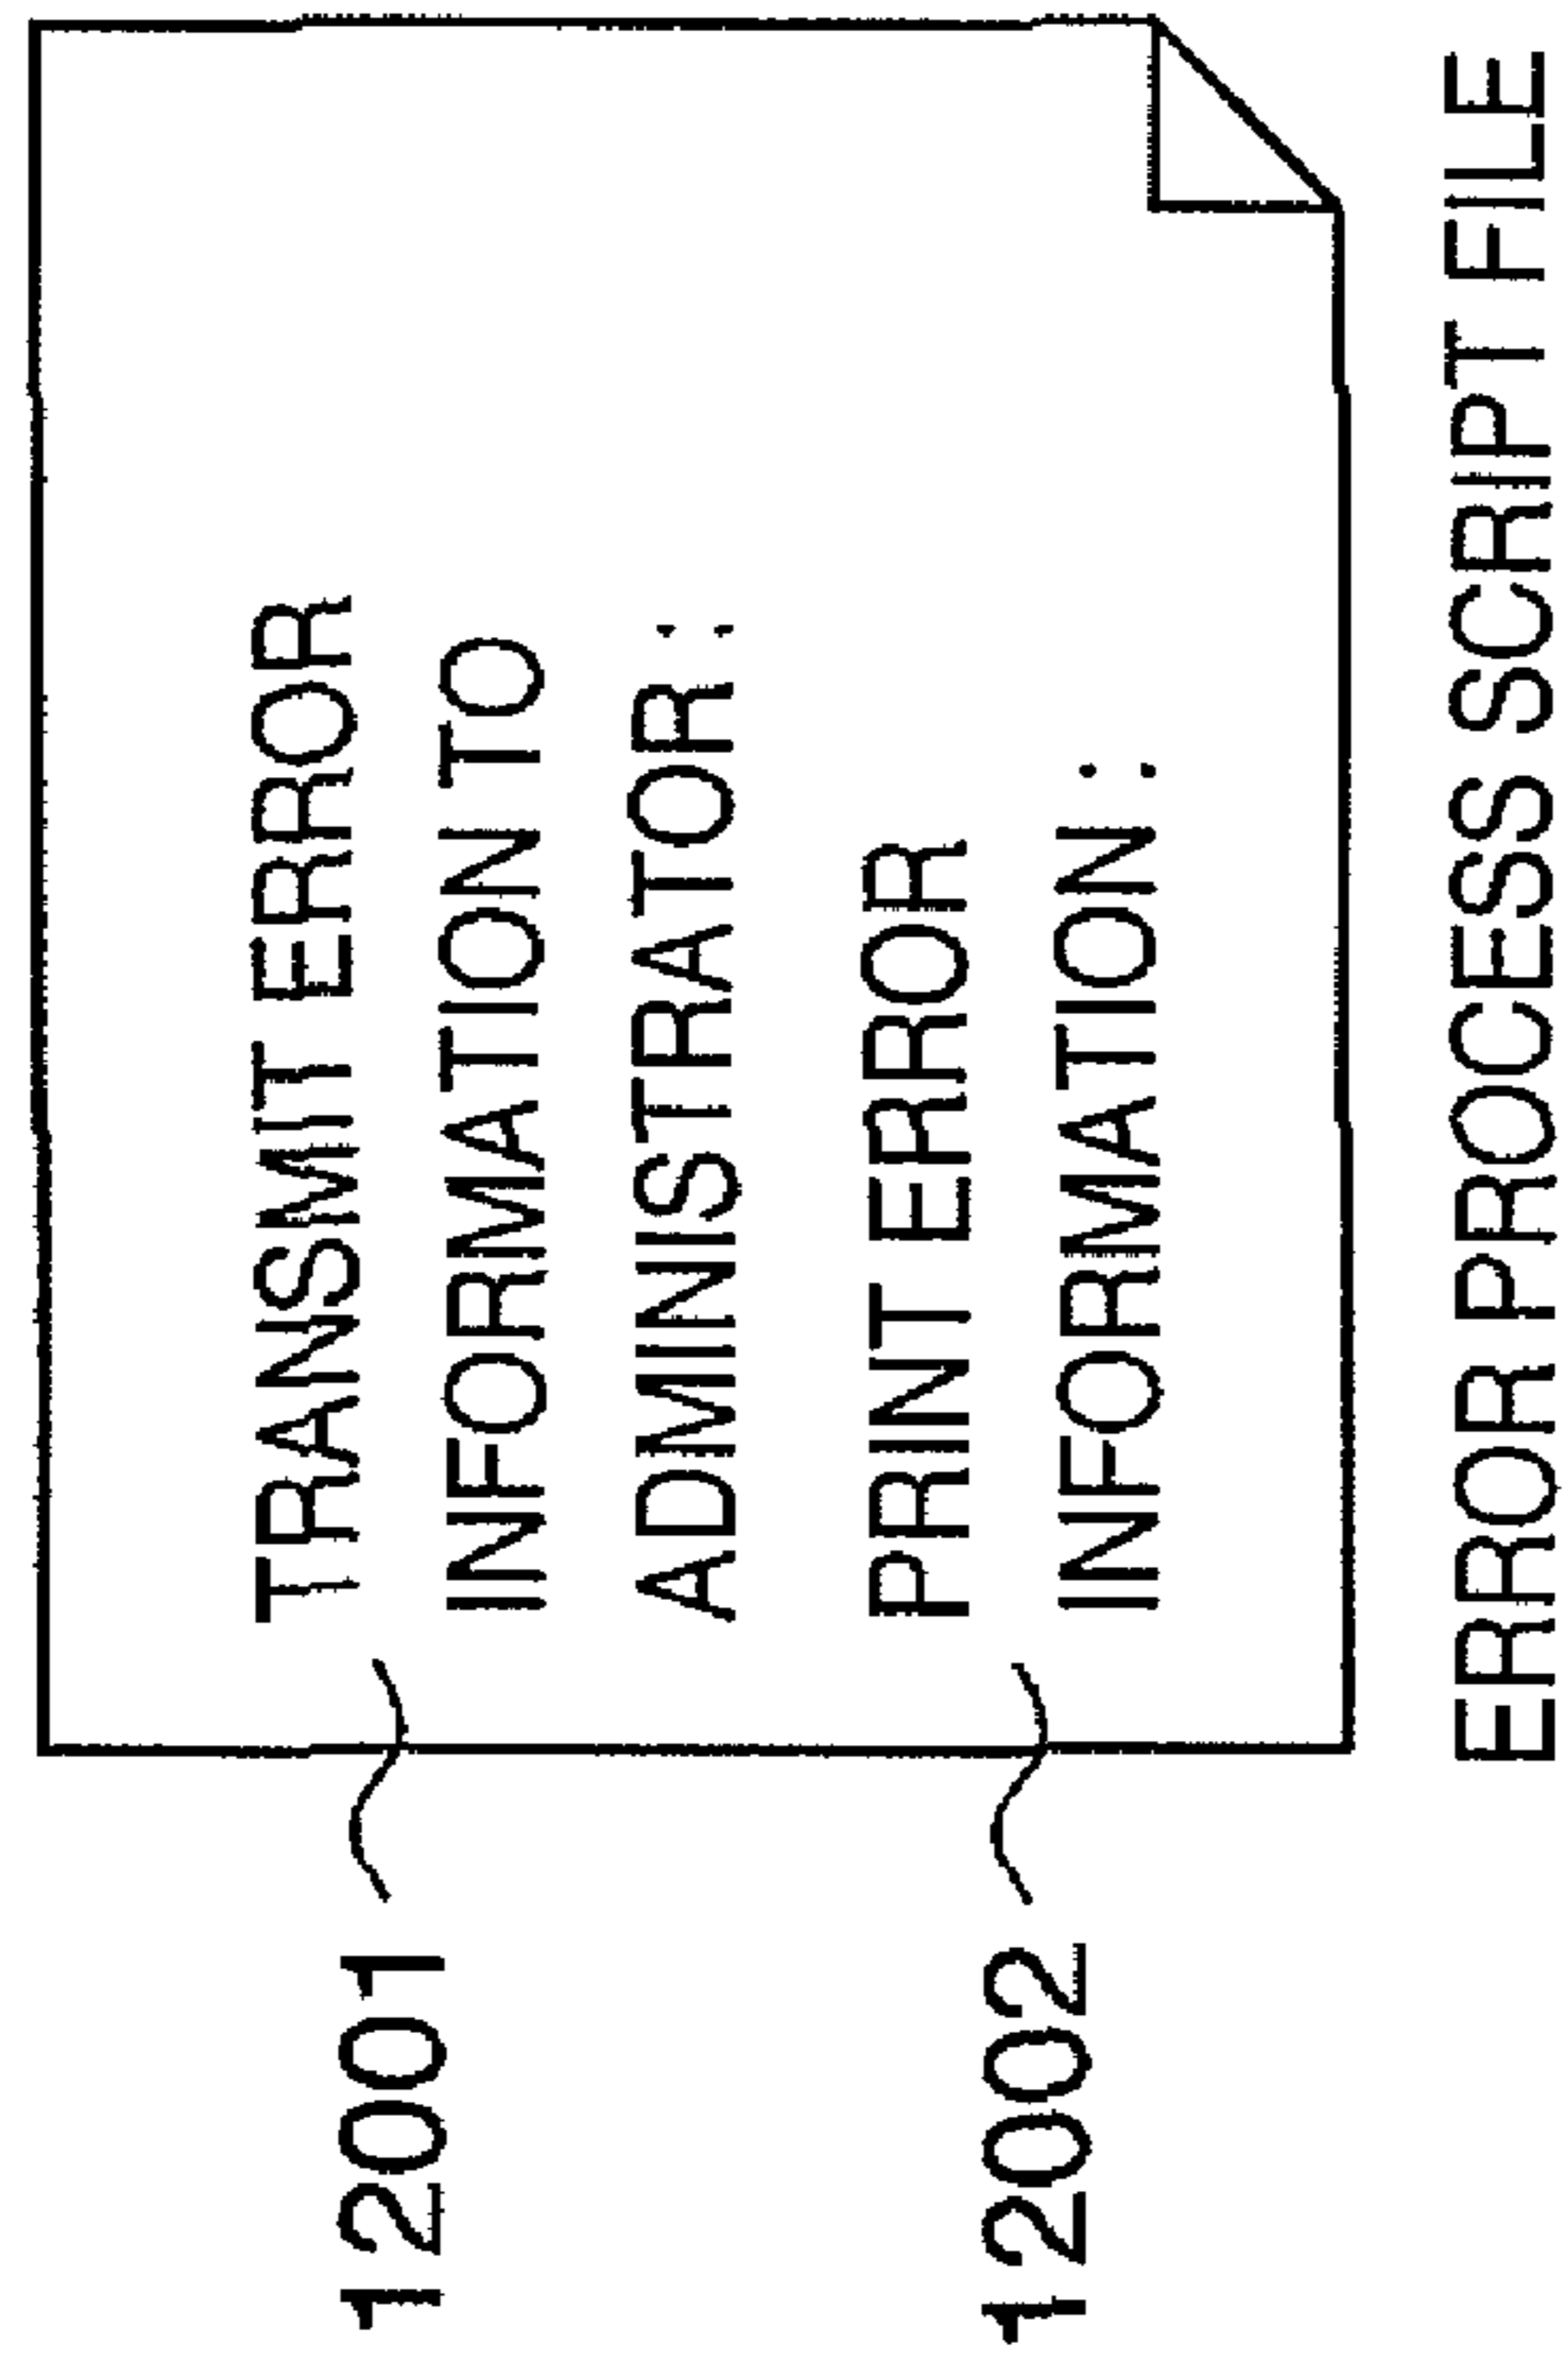 12001
TRANSMIT ERROR
INFORMATION TO
ADMINISTRATOR ;
12002
PRINT ERROR
INFORMATION ;
ERROR PROCESS SCRIPT FILE